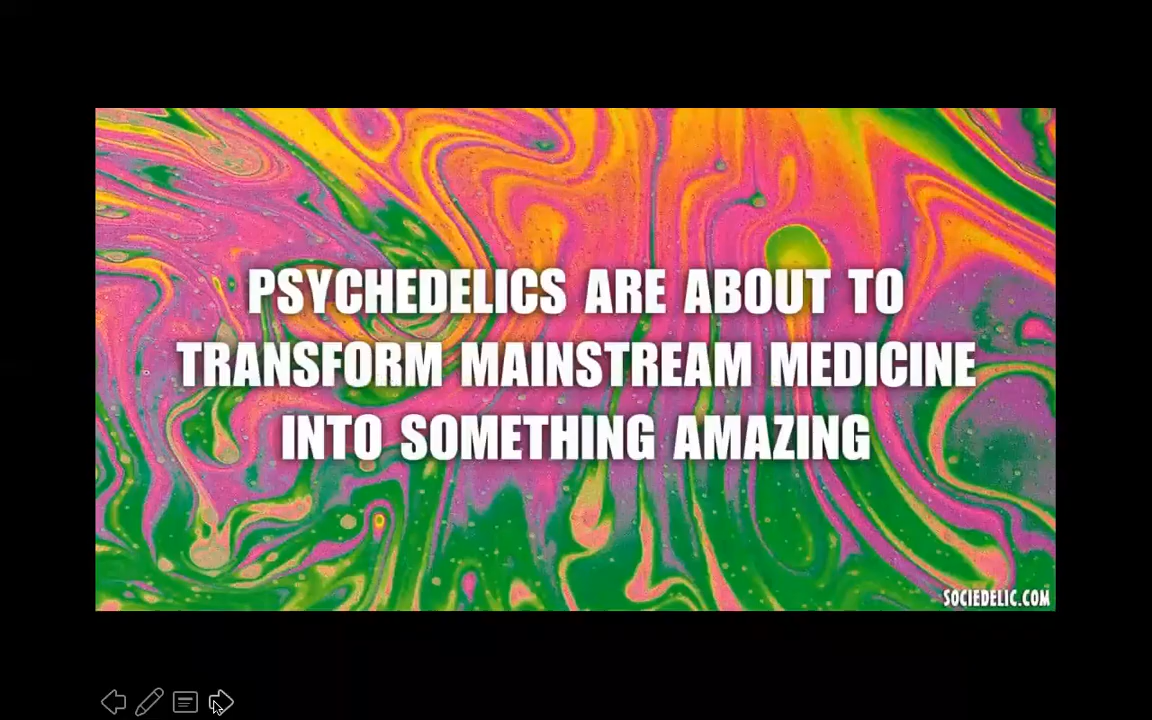 PSYCHEDELICS ARE ABOUT TO
TRANSFORM MAINSTREAM MEDICINE
INTO SOMETHING AMAZING
SOCIEDELIC.COM